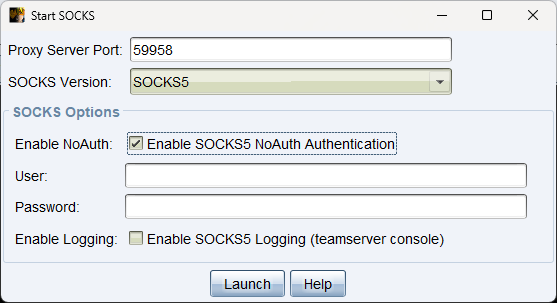 Start SOCKS
Proxy Server Port: 59958
SOCKS Version: SOCKS5
SOCKS Options
Enable NoAuth: Enable SOCKS5 NoAuth Authentication
User:
Password:
Enable Logging: Enable SOCKS5 Logging (teamserver console)
Launch Help